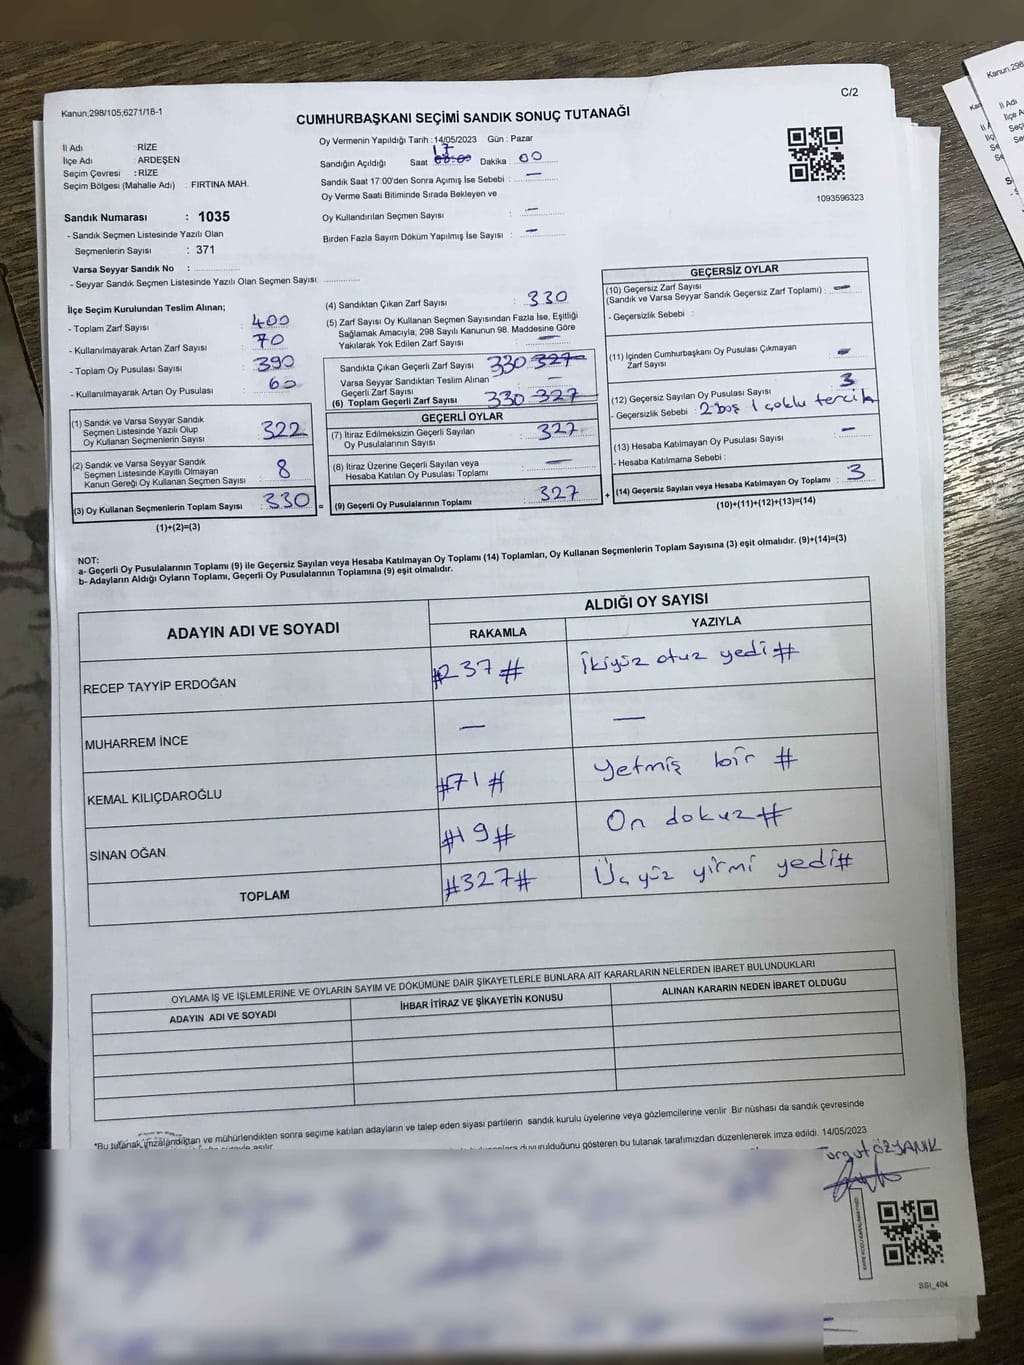 Kanun;298/105;6271/16-1
C/2
CUMHURBAŞKANI SEÇİMİ SANDIK SONUÇ TUTANAĞI
İl Adı : RİZE
İlçe Adı : ARDEŞEN
Seçim Çevresi : RİZE
Seçim Bölgesi (Mahalle Adı) : FIRTINA MAH.
Sandık Numarası : 1035
- Sandık Seçmen Listesinde Yazılı Olan
Seçmenlerin Sayısı : 371
Varsa Seyyar Sandık No :
- Seyyar Sandık Seçmen Listesinde Yazılı Olan Seçmen Sayısı:
Oy Vermenin Yapıldığı Tarih : 14/05/2023 Gün : Pazar
Sandığın Açıldığı Saat 17 08:00 Dakika : 00
Sandık Saat 17:00'den Sonra Açımış İse Sebebi : —
Oy Verme Saati Bitiminde Sırada Bekleyen ve
Oy Kullandırılan Seçmen Sayısı : —
Birden Fazla Sayım Döküm Yapılmış İse Sayısı : —
1093596323
İlçe Seçim Kurulundan Teslim Alınan;
- Toplam Zarf Sayısı : 400
- Kullanılmayarak Artan Zarf Sayısı : 70
- Toplam Oy Pusulası Sayısı : 390
- Kullanılmayarak Artan Oy Pusulası : 60
(1) Sandık ve Varsa Seyyar Sandık
Seçmen Listesinde Yazılı Olup
Oy Kullanan Seçmenlerin Sayısı : 322
(2) Sandık ve Varsa Seyyar Sandık
Seçmen Listesinde Kayıtlı Olmayan
Kanun Gereği Oy Kullanan Seçmen Sayısı : 8
(3) Oy Kullanan Seçmenlerin Toplam Sayısı : 330
(1)+(2)=(3)
(4) Sandıktan Çıkan Zarf Sayısı : 330
(5) Zarf Sayısı Oy Kullanan Seçmen Sayısından Fazla İse, Eşitliği
Sağlamak Amacıyla; 298 Sayılı Kanunun 98. Maddesine Göre
Yakılarak Yok Edilen Zarf Sayısı : —
Sandıkta Çıkan Geçerli Zarf Sayısı : 330 327
Varsa Seyyar Sandıktan Teslim Alınan
Geçerli Zarf Sayısı : —
(6) Toplam Geçerli Zarf Sayısı : 330 327
GEÇERLİ OYLAR
(7) İtiraz Edilmeksizin Geçerli Sayılan
Oy Pusulalarının Sayısı : 327
(8) İtiraz Üzerine Geçerli Sayılan veya
Hesaba Katılan Oy Pusulası Toplamı : —
= (9) Geçerli Oy Pusulalarının Toplamı : 327
GEÇERSİZ OYLAR
(10) Geçersiz Zarf Sayısı
(Sandık ve Varsa Seyyar Sandık Geçersiz Zarf Toplamı) : —
- Geçersizlik Sebebi :
(11) İçinden Cumhurbaşkanı Oy Pusulası Çıkmayan
Zarf Sayısı : —
(12) Geçersiz Sayılan Oy Pusulası Sayısı : 3
- Geçersizlik Sebebi : 2 boş 1 çoklu tercih
(13) Hesaba Katılmayan Oy Pusulası Sayısı : —
- Hesaba Katılmama Sebebi :
+ (14) Geçersiz Sayılan veya Hesaba Katılmayan Oy Toplamı : 3
(10)+(11)+(12)+(13)=(14)
NOT:
a- Geçerli Oy Pusulalarının Toplamı (9) ile Geçersiz Sayılan veya Hesaba Katılmayan Oy Toplamı (14) Toplamları, Oy Kullanan Seçmenlerin Toplam Sayısına (3) eşit olmalıdır. (9)+(14)=(3)
b- Adayların Aldığı Oyların Toplamı, Geçerli Oy Pusulalarının Toplamına (9) eşit olmalıdır.
ADAYIN ADI VE SOYADI
ALDIĞI OY SAYISI
RAKAMLA YAZIYLA
RECEP TAYYİP ERDOĞAN #237# ikiyüz otuz yedi#
MUHARREM İNCE — —
KEMAL KILIÇDAROĞLU #71# yetmiş bir #
SİNAN OĞAN #19# On dokuz#
TOPLAM #327# Üçyüz yirmi yedi#
OYLAMA İŞ VE İŞLEMLERİNE VE OYLARIN SAYIM VE DÖKÜMÜNE DAİR ŞİKAYETLERLE BUNLARA AİT KARARLARIN NELERDEN İBARET BULUNDUKLARI
ADAYIN ADI VE SOYADI İHBAR İTİRAZ VE ŞİKAYETİN KONUSU ALINAN KARARIN NEDEN İBARET OLDUĞU
*Bu tutanak,imzalandıktan ve mühürlendikten sonra seçime katılan adayların ve talep eden siyasi partilerin sandık kurulu üyelerine veya gözlemcilerine verilir .Bir nüshası da sandık çevresinde
duyurulduğunu gösteren bu tutanak tarafımızdan düzenlenerek imza edildi. 14/05/2023
Turgut ÖZYANIK
SSI_404
Kanun;298
İl Adı
İlçe A
Seçi